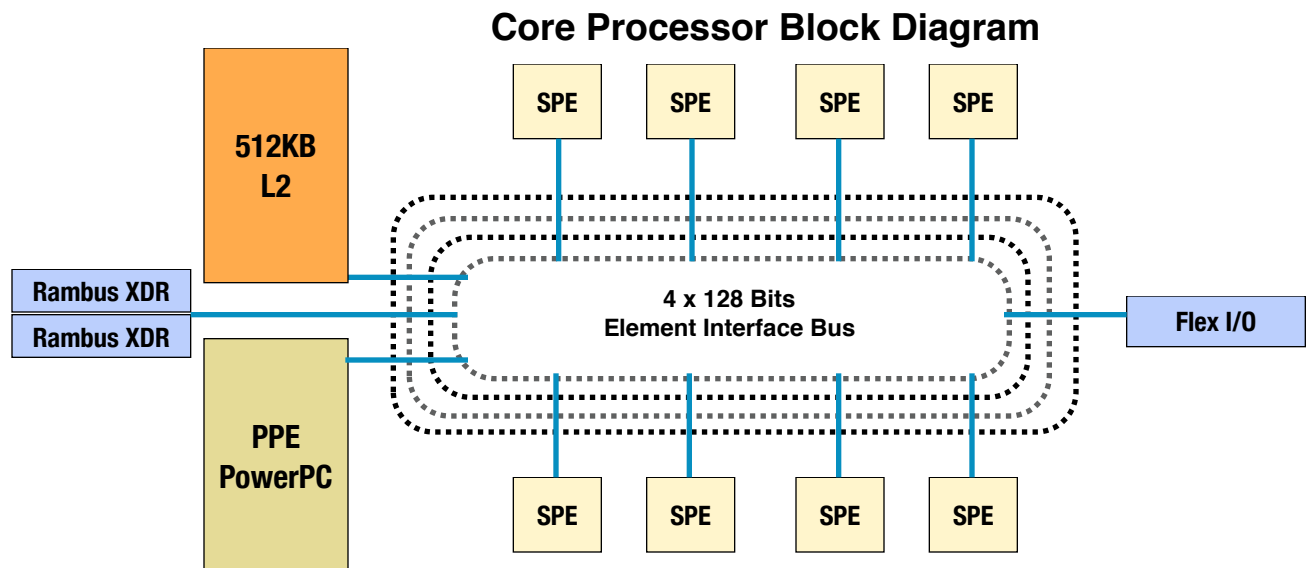 Core Processor Block Diagram
512KB
L2
SPE
SPE
SPE
SPE
Rambus XDR
Rambus XDR
4 x 128 Bits
Element Interface Bus
Flex I/O
PPE
PowerPC
SPE
SPE
SPE
SPE